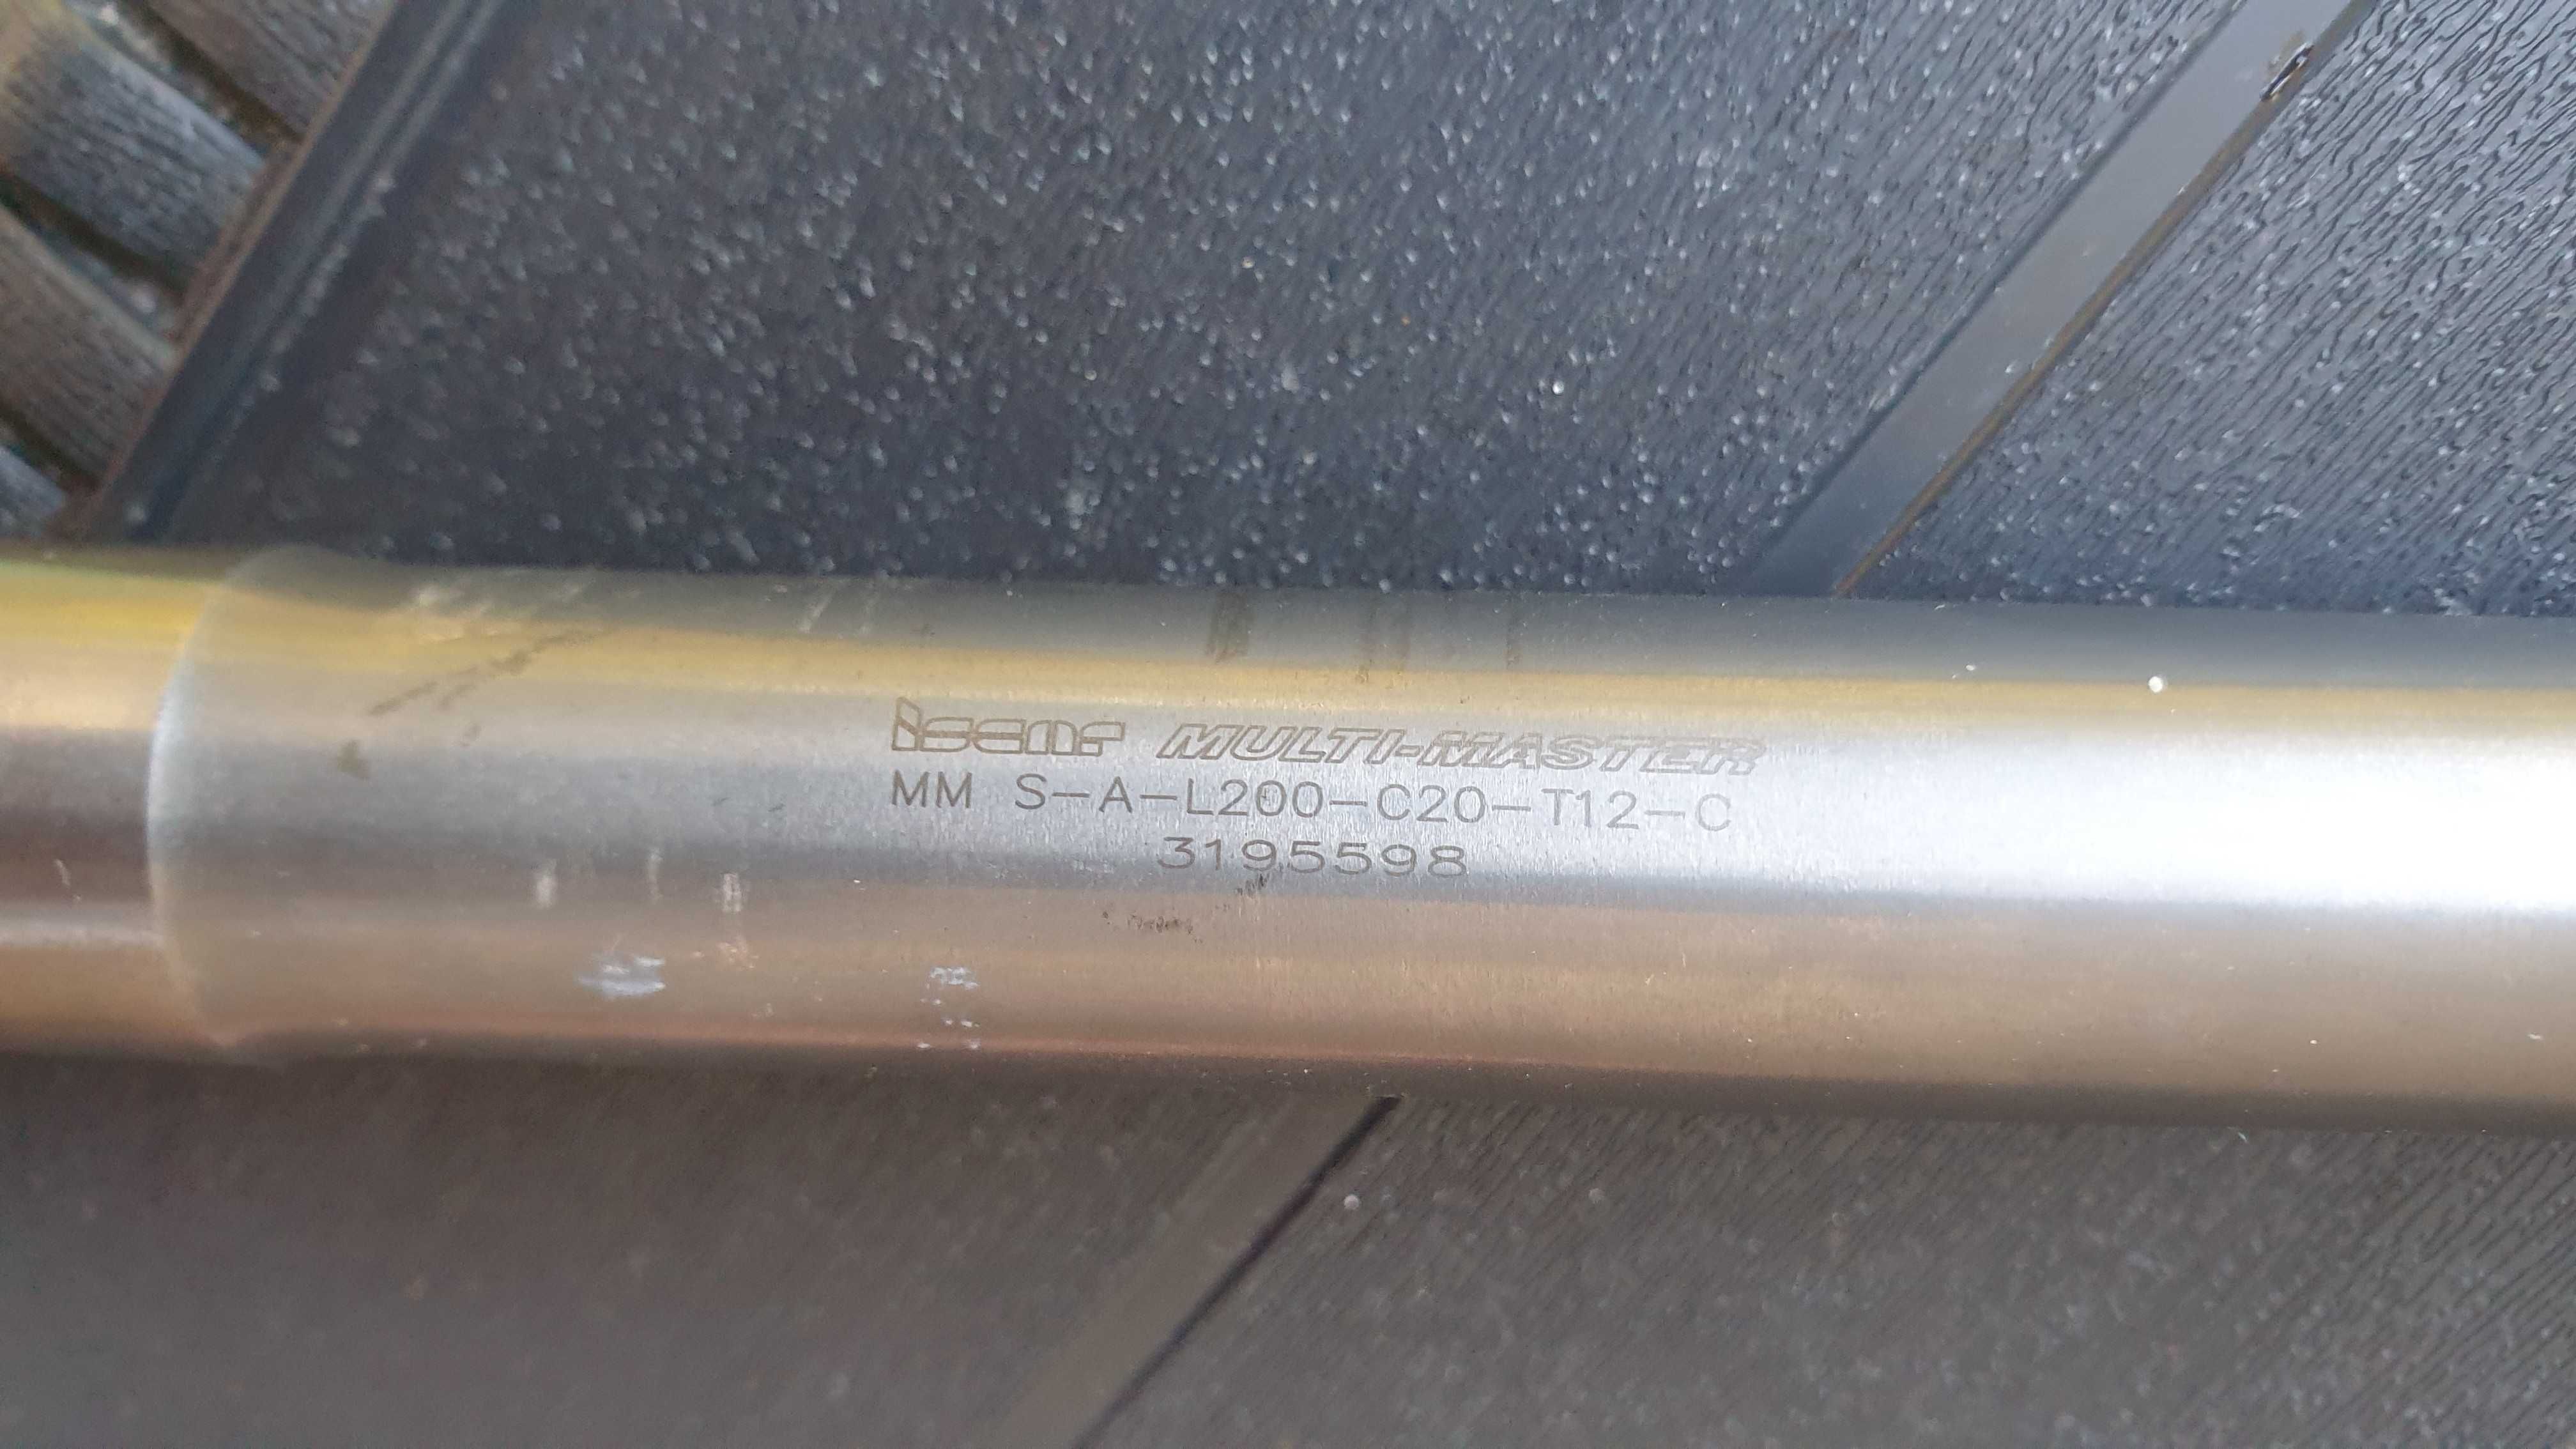 iscar MULTI-MASTER
MM S-A-L200-C20-T12-C
3195598